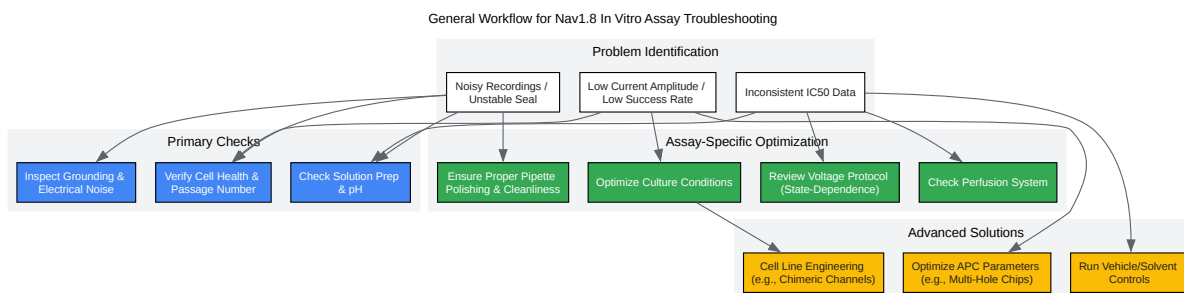 General Workflow for Nav1.8 In Vitro Assay Troubleshooting
Problem Identification
Noisy Recordings /
Unstable Seal
Low Current Amplitude /
Low Success Rate
Inconsistent IC50 Data
Primary Checks
Inspect Grounding &
Electrical Noise
Verify Cell Health &
Passage Number
Check Solution Prep
& pH
Assay-Specific Optimization
Ensure Proper Pipette
Polishing & Cleanliness
Optimize Culture Conditions
Review Voltage Protocol
(State-Dependence)
Check Perfusion System
Advanced Solutions
Cell Line Engineering
(e.g., Chimeric Channels)
Optimize APC Parameters
(e.g., Multi-Hole Chips)
Run Vehicle/Solvent
Controls